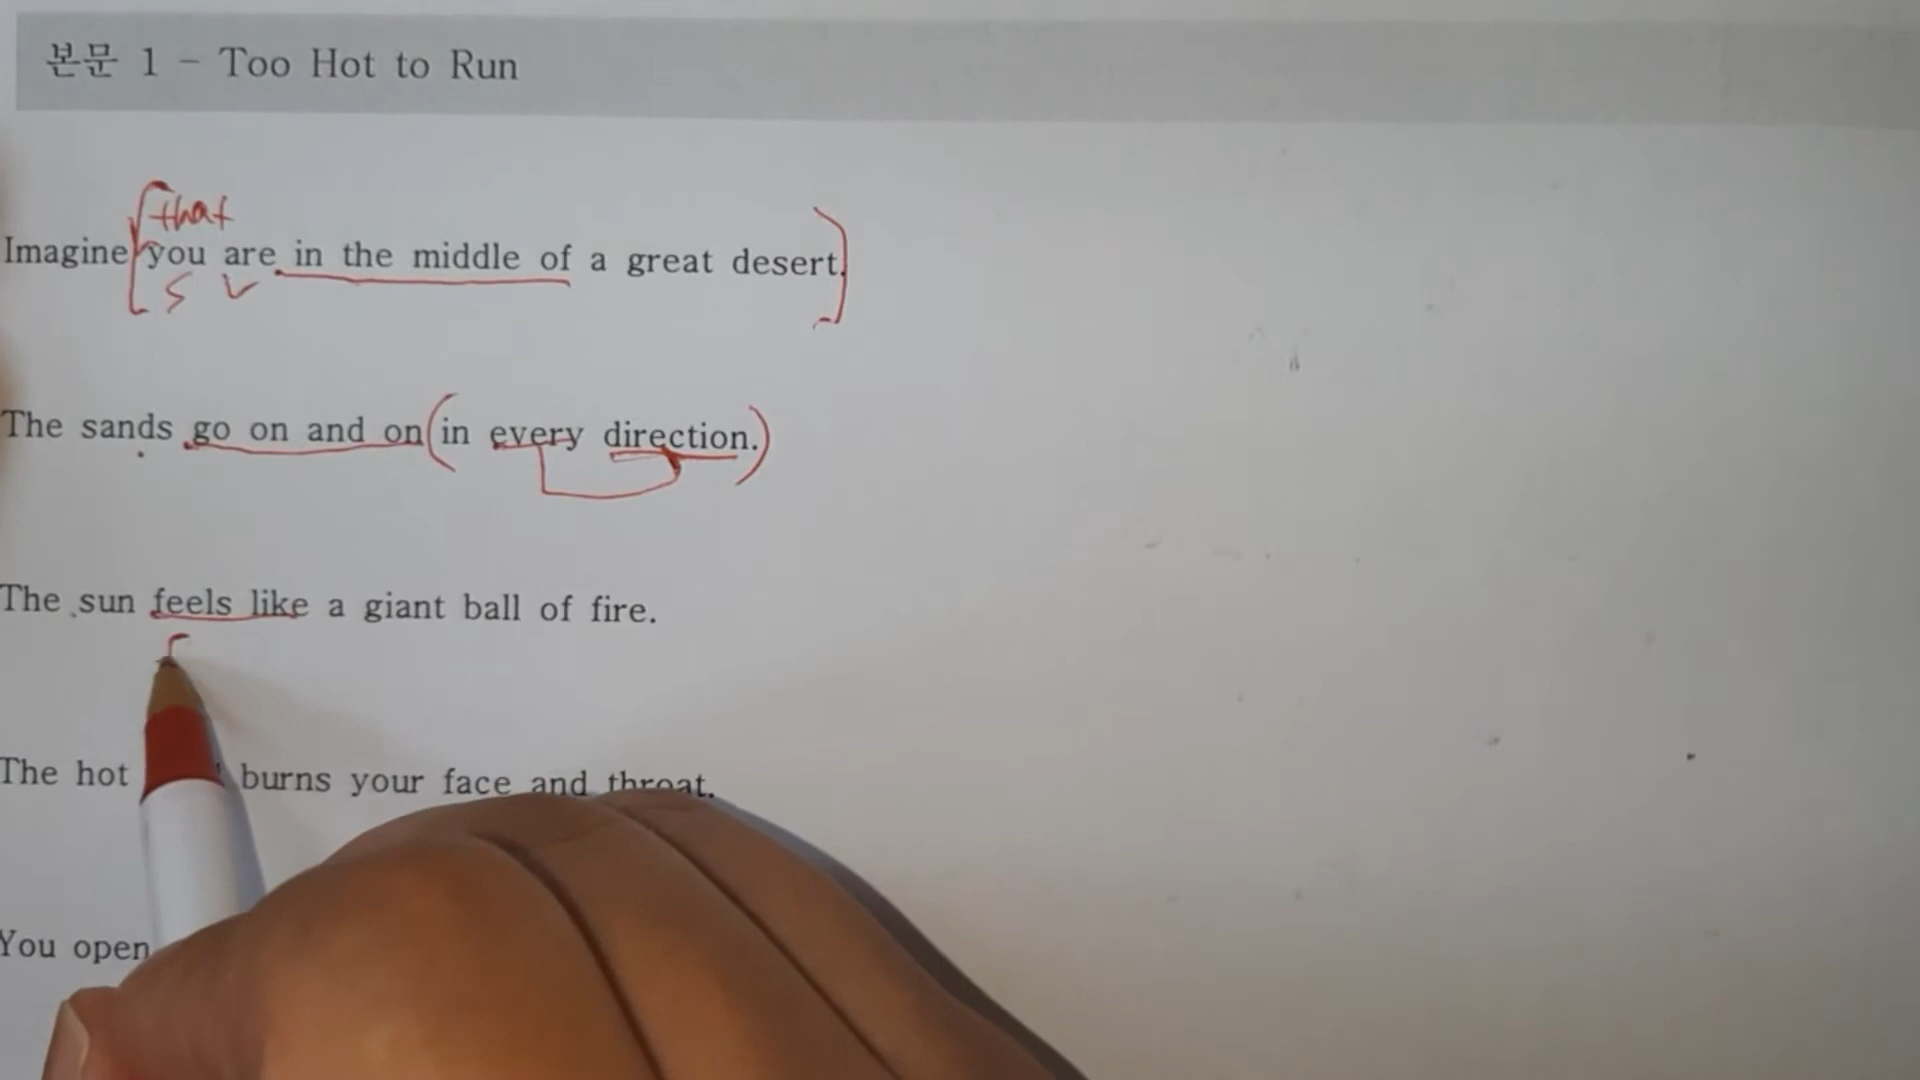 본문 1 - Too Hot to Run
that
Imagine you are in the middle of a great desert.
S V
The sands go on and on in every direction.
The sun feels like a giant ball of fire.
The hot burns your face and throat.
You open